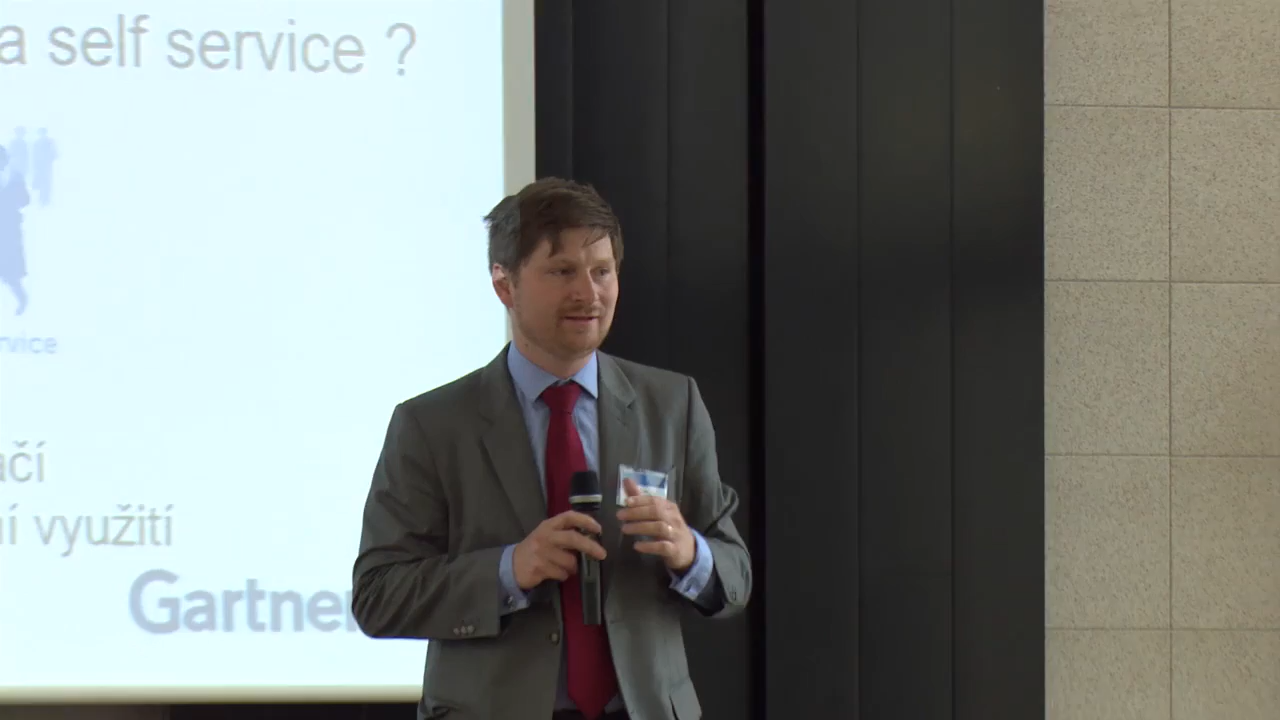 a self service ?
rvice
ačí
ní využití
Gartner